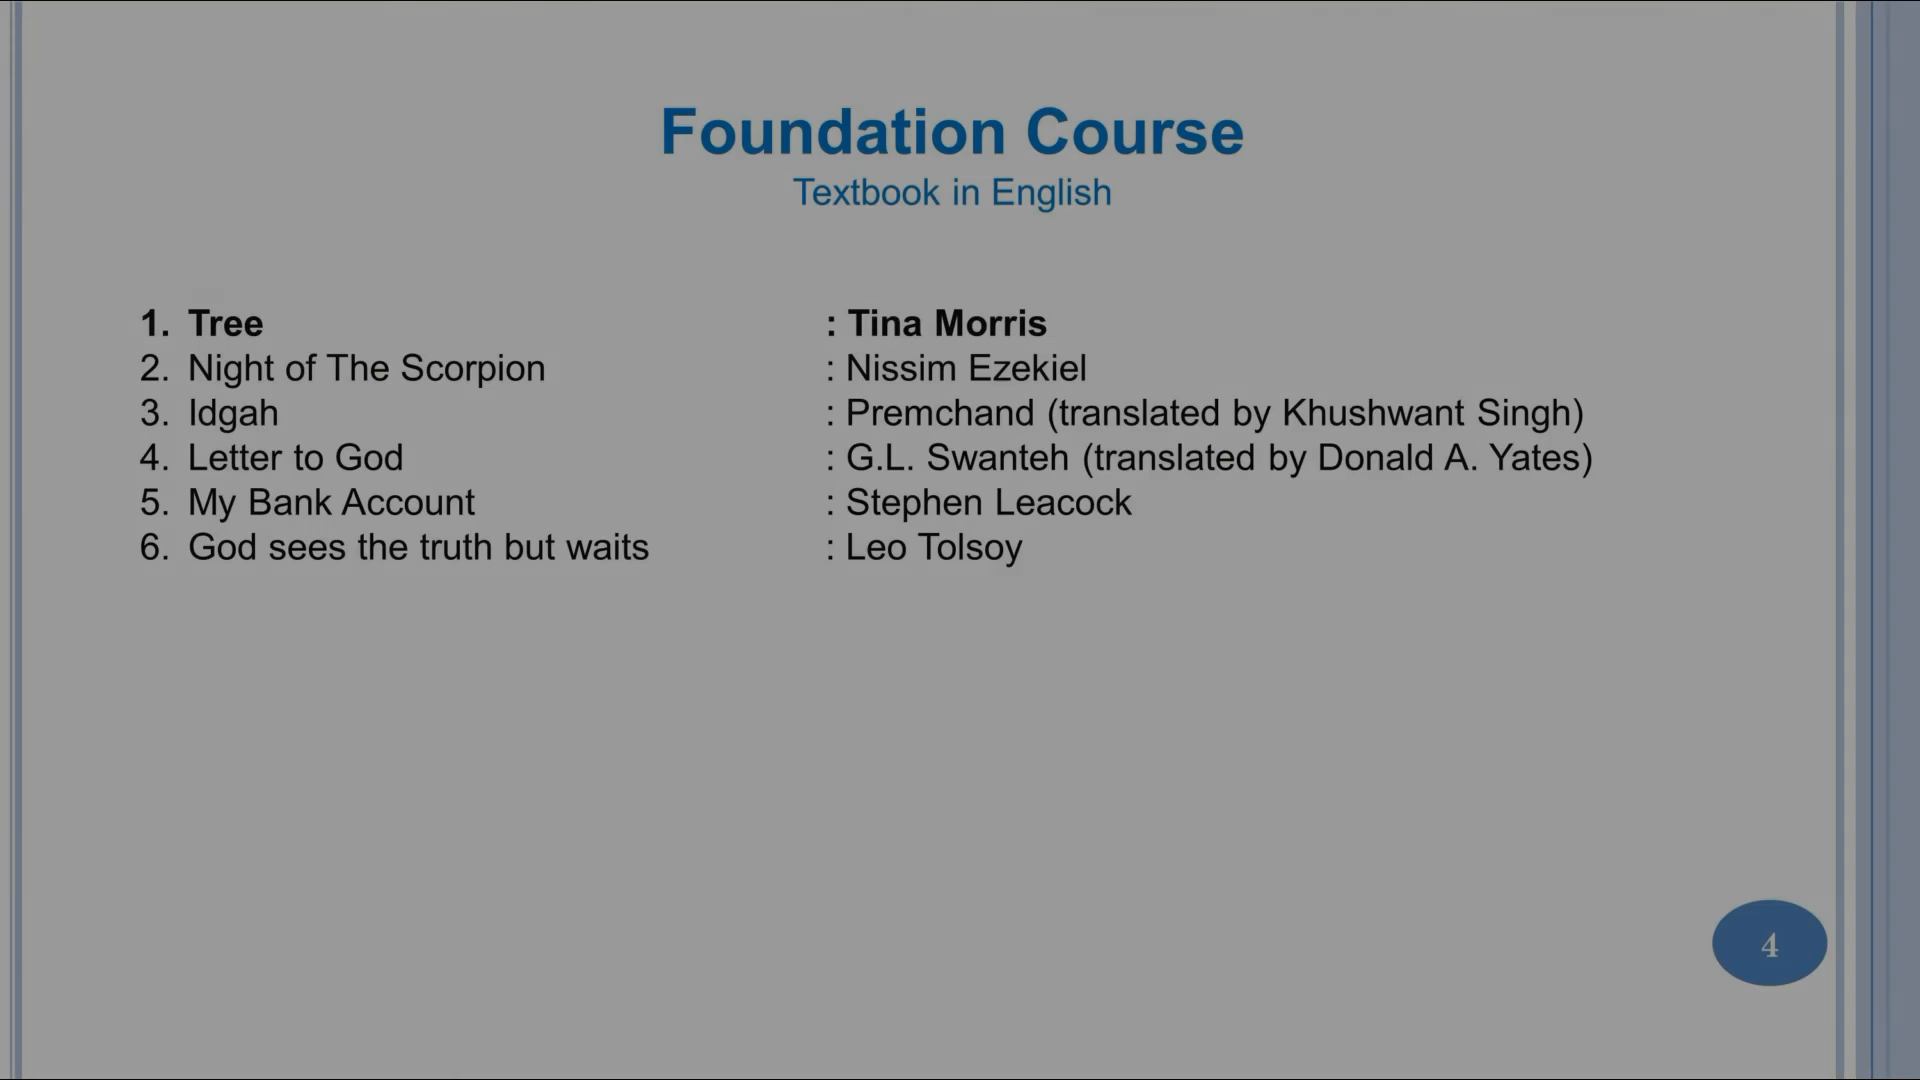 Foundation Course
Textbook in English
1. Tree : Tina Morris
2. Night of The Scorpion : Nissim Ezekiel
3. Idgah : Premchand (translated by Khushwant Singh)
4. Letter to God : G.L. Swanteh (translated by Donald A. Yates)
5. My Bank Account : Stephen Leacock
6. God sees the truth but waits : Leo Tolsoy
4